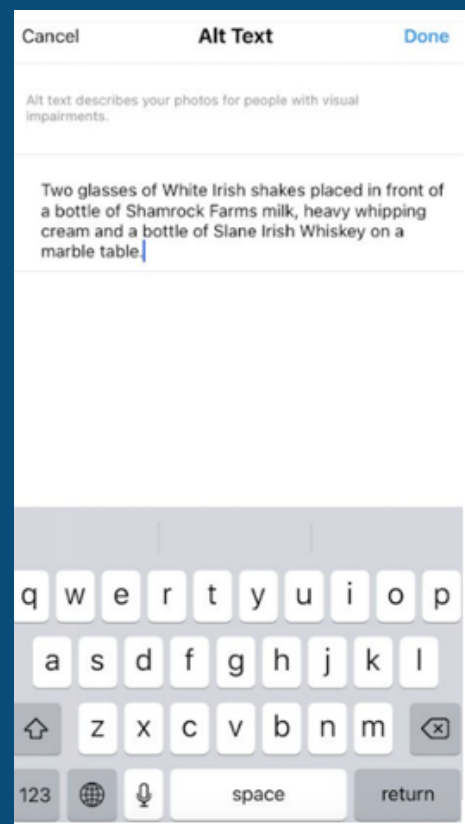 Cancel Alt Text Done
Alt text describes your photos for people with visual
impairments.
Two glasses of White Irish shakes placed in front of
a bottle of Shamrock Farms milk, heavy whipping
cream and a bottle of Slane Irish Whiskey on a
marble table.
q w e r t y u i o p
a s d f g h j k l
z x c v b n m
123 space return